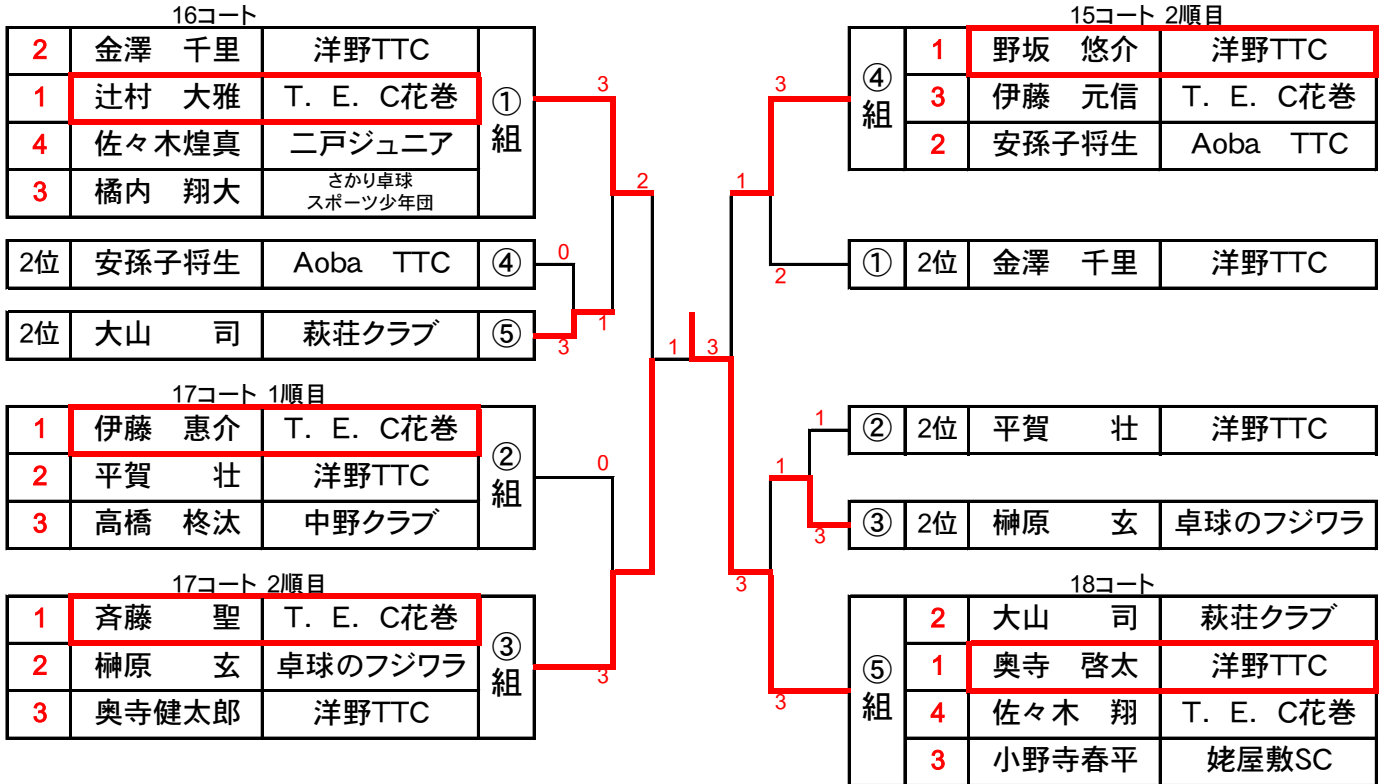 16コート
2 金澤 千里 洋野TTC
1 辻村 大雅 T.E.C花巻
4 佐々木煌真 二戸ジュニア
3 橘内 翔大 さかり卓球スポーツ少年団
①組
2位 安孫子将生 Aoba TTC ④
2位 大山 司 萩荘クラブ ⑤
17コート 1順目
1 伊藤 惠介 T.E.C花巻
2 平賀 壮 洋野TTC
3 高橋 柊汰 中野クラブ
②組
17コート 2順目
1 斉藤 聖 T.E.C花巻
2 榊原 玄 卓球のフジワラ
3 奥寺健太郎 洋野TTC
③組
3
2
0
1
3
0
3
1
3
3
1
2
1
1
3
3
3
15コート 2順目
④組
1 野坂 悠介 洋野TTC
3 伊藤 元信 T.E.C花巻
2 安孫子将生 Aoba TTC
① 2位 金澤 千里 洋野TTC
② 2位 平賀 壮 洋野TTC
③ 2位 榊原 玄 卓球のフジワラ
18コート
⑤組
2 大山 司 萩荘クラブ
1 奥寺 啓太 洋野TTC
4 佐々木 翔 T.E.C花巻
3 小野寺春平 姥屋敷SC